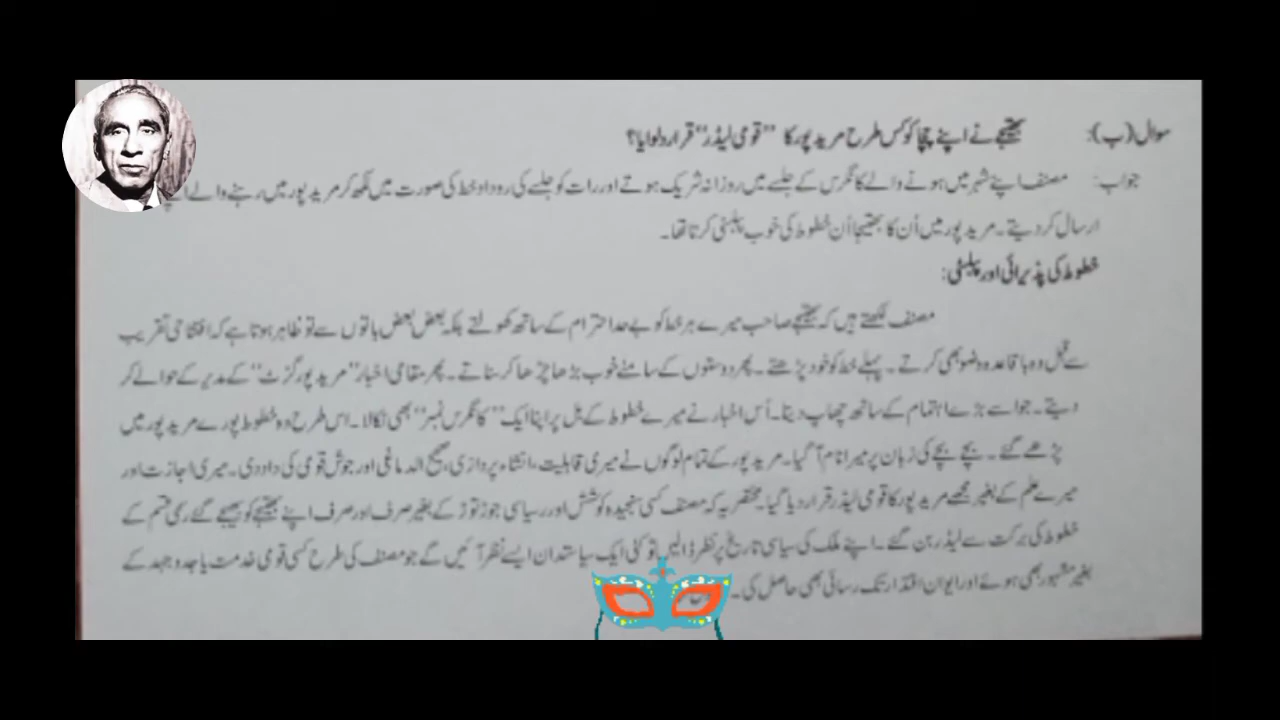 سوال (ب): بھتیجے نے اپنے چچا کو کس طرح مرید پور کا "قومی لیڈر" قرار دلوایا؟
جواب: مصنف اپنے شہر میں ہونے والے کانگرس کے جلسے میں روزانہ شریک ہوتے اور رات کو جلسے کی روداد خط کی صورت میں لکھ کر مرید پور میں رہنے والے
ارسال کر دیتے۔ مرید پور میں اُن کا بھتیجا اُن خطوط کی خوب پبلسٹی کرتا تھا۔
خطوط کی پذیرائی اور پبلسٹی:
مصنف لکھتے ہیں کہ بھتیجے صاحب میرے ہر خط کو بے حد احترام کے ساتھ کھولتے بلکہ بعض بعض باتوں سے تو ظاہر ہوتا ہے کہ افتتاحی تقریب
سے قبل وہ باقاعدہ وضو بھی کرتے۔ پہلے خط کو خود پڑھتے۔ پھر دوستوں کے سامنے خوب بڑھا چڑھا کر سناتے۔ پھر مقامی اخبار "مرید پور گزٹ" کے مدیر کے حوالے کر
دیتے۔ جو اسے بڑے اہتمام کے ساتھ چھاپ دیتا۔ اُس اخبار نے میرے خطوط کے بل پر اپنا ایک "کانگرس نمبر" بھی نکالا۔ اس طرح وہ خطوط پورے مرید پور میں
پڑھے گئے۔ بچے بچے کی زبان پر میرا نام آ گیا۔ مرید پور کے تمام لوگوں نے میری قابلیت، انشاء پردازی، صحیح الدماغی اور جوش قومی کی داد دی۔ میری اجازت اور
میرے علم کے بغیر مجھے مرید پور کا قومی لیڈر قرار دیا گیا۔ مختصر یہ کہ مصنف کسی سنجیدہ کوشش اور سیاسی جوڑ توڑ کے بغیر صرف اور صرف اپنے بھتیجے کو بھیجے گئے رسمی قسم کے
خطوط کی برکت سے لیڈر بن گئے۔ اپنے ملک کی سیاسی تاریخ پر نظر ڈالیں تو کئی ایک سیاستدان ایسے نظر آئیں گے جو مصنف کی طرح کسی قومی خدمت یا جدوجہد کے
بغیر مشہور بھی ہوئے اور ایوان اقتدار تک رسائی بھی حاصل کی۔